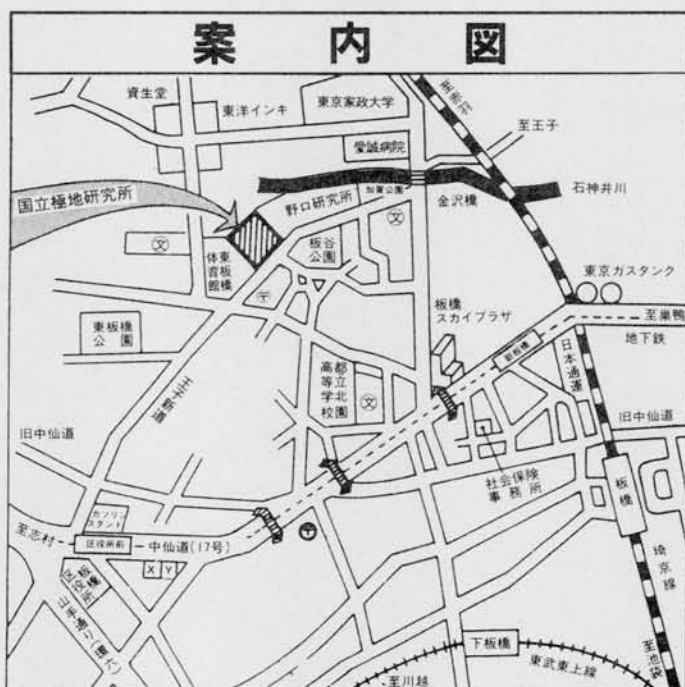 案内図
資生堂
東洋インキ
東京家政大学
至赤羽
至王子
愛誠病院
国立極地研究所
加賀公園
石神井川
野口研究所
金沢橋
文
文
板谷
公園
東板橋
体育館
東京ガスタンク
〒
板橋
スカイプラザ
至巣鴨
地下鉄
東板橋
公園
新板橋
日本通運
都立北園
高等学校
文
王子新道
旧中仙道
旧中仙道
社会保険
事務所
板橋
ガソリン
スタンド
至志村
区役所前
中仙道(17号)
〒
X Y
板橋
区役所
埼京線
山手通り(環六)
下板橋
東武東上線
至川越
至池袋